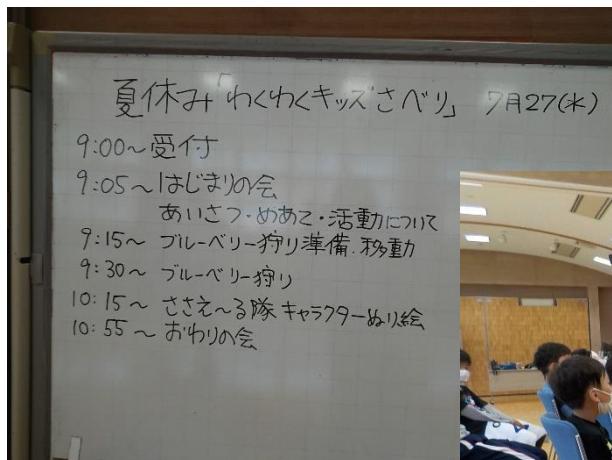 夏休み「わくわくキッズさべり」 7月27(水)
9:00～受付
9:05～はじまりの会
あいさつ・めあて・活動について
9:15～ ブルーベリー狩り準備、移動
9:30～ ブルーベリー狩り
10:15～ ささえ～る隊 キャラクターぬり絵
10:55～ おわりの会